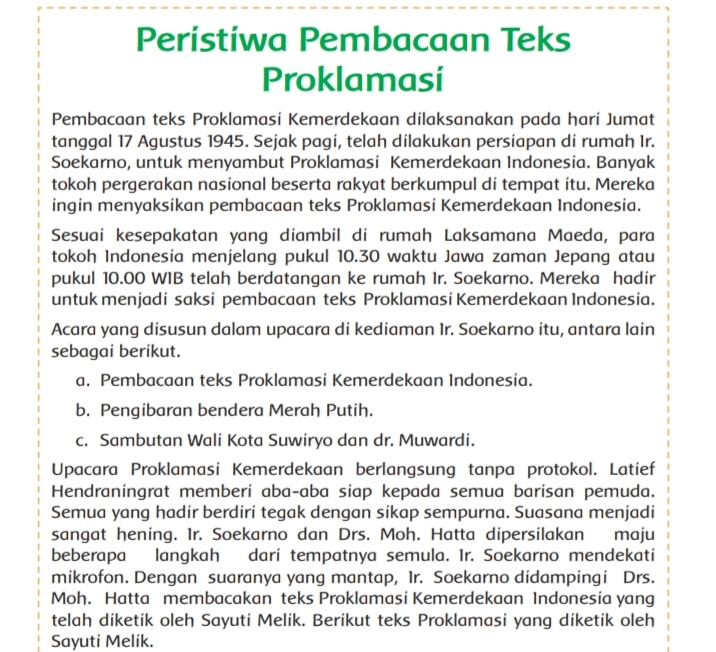 Peristiwa Pembacaan Teks
Proklamasi
Pembacaan teks Proklamasi Kemerdekaan dilaksanakan pada hari Jumat
tanggal 17 Agustus 1945. Sejak pagi, telah dilakukan persiapan di rumah Ir.
Soekarno, untuk menyambut Proklamasi Kemerdekaan Indonesia. Banyak
tokoh pergerakan nasional beserta rakyat berkumpul di tempat itu. Mereka
ingin menyaksikan pembacaan teks Proklamasi Kemerdekaan Indonesia.
Sesuai kesepakatan yang diambil di rumah Laksamana Maeda, para
tokoh Indonesia menjelang pukul 10.30 waktu Jawa zaman Jepang atau
pukul 10.00 WIB telah berdatangan ke rumah Ir. Soekarno. Mereka hadir
untuk menjadi saksi pembacaan teks Proklamasi Kemerdekaan Indonesia.
Acara yang disusun dalam upacara di kediaman Ir. Soekarno itu, antara lain
sebagai berikut.
a. Pembacaan teks Proklamasi Kemerdekaan Indonesia.
b. Pengibaran bendera Merah Putih.
c. Sambutan Wali Kota Suwiryo dan dr. Muwardi.
Upacara Proklamasi Kemerdekaan berlangsung tanpa protokol. Latief
Hendraningrat memberi aba-aba siap kepada semua barisan pemuda.
Semua yang hadir berdiri tegak dengan sikap sempurna. Suasana menjadi
sangat hening. Ir. Soekarno dan Drs. Moh. Hatta dipersilakan maju
beberapa langkah dari tempatnya semula. Ir. Soekarno mendekati
mikrofon. Dengan suaranya yang mantap, Ir. Soekarno didampingi Drs.
Moh. Hatta membacakan teks Proklamasi Kemerdekaan Indonesia yang
telah diketik oleh Sayuti Melik. Berikut teks Proklamasi yang diketik oleh
Sayuti Melik.